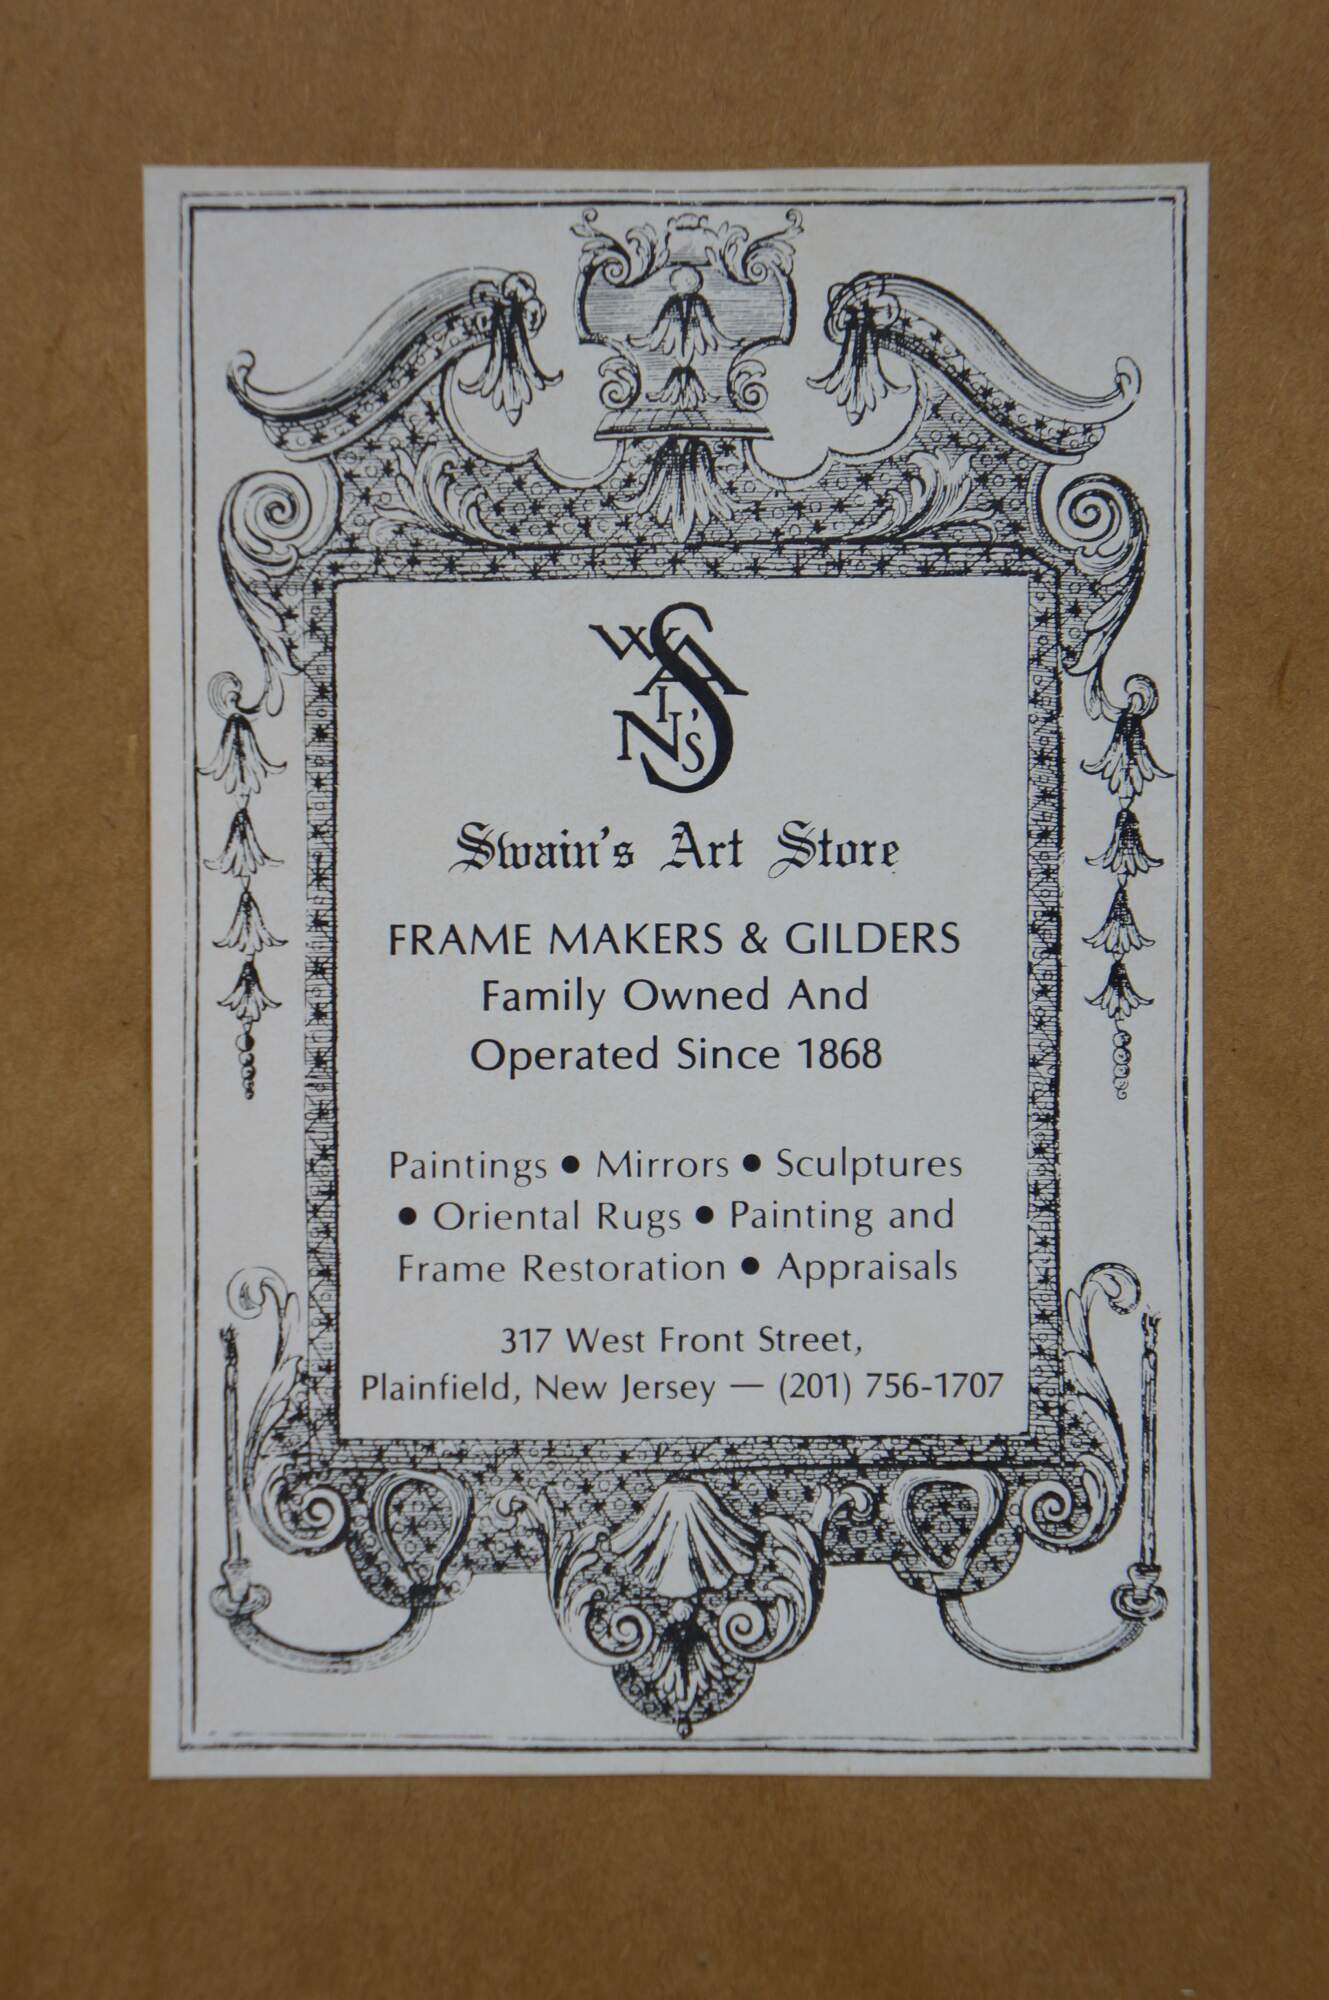 SWAIN'S
Swain's Art Store
FRAME MAKERS & GILDERS
Family Owned And
Operated Since 1868
Paintings ● Mirrors ● Sculptures
● Oriental Rugs ● Painting and
Frame Restoration ● Appraisals
317 West Front Street,
Plainfield, New Jersey — (201) 756-1707